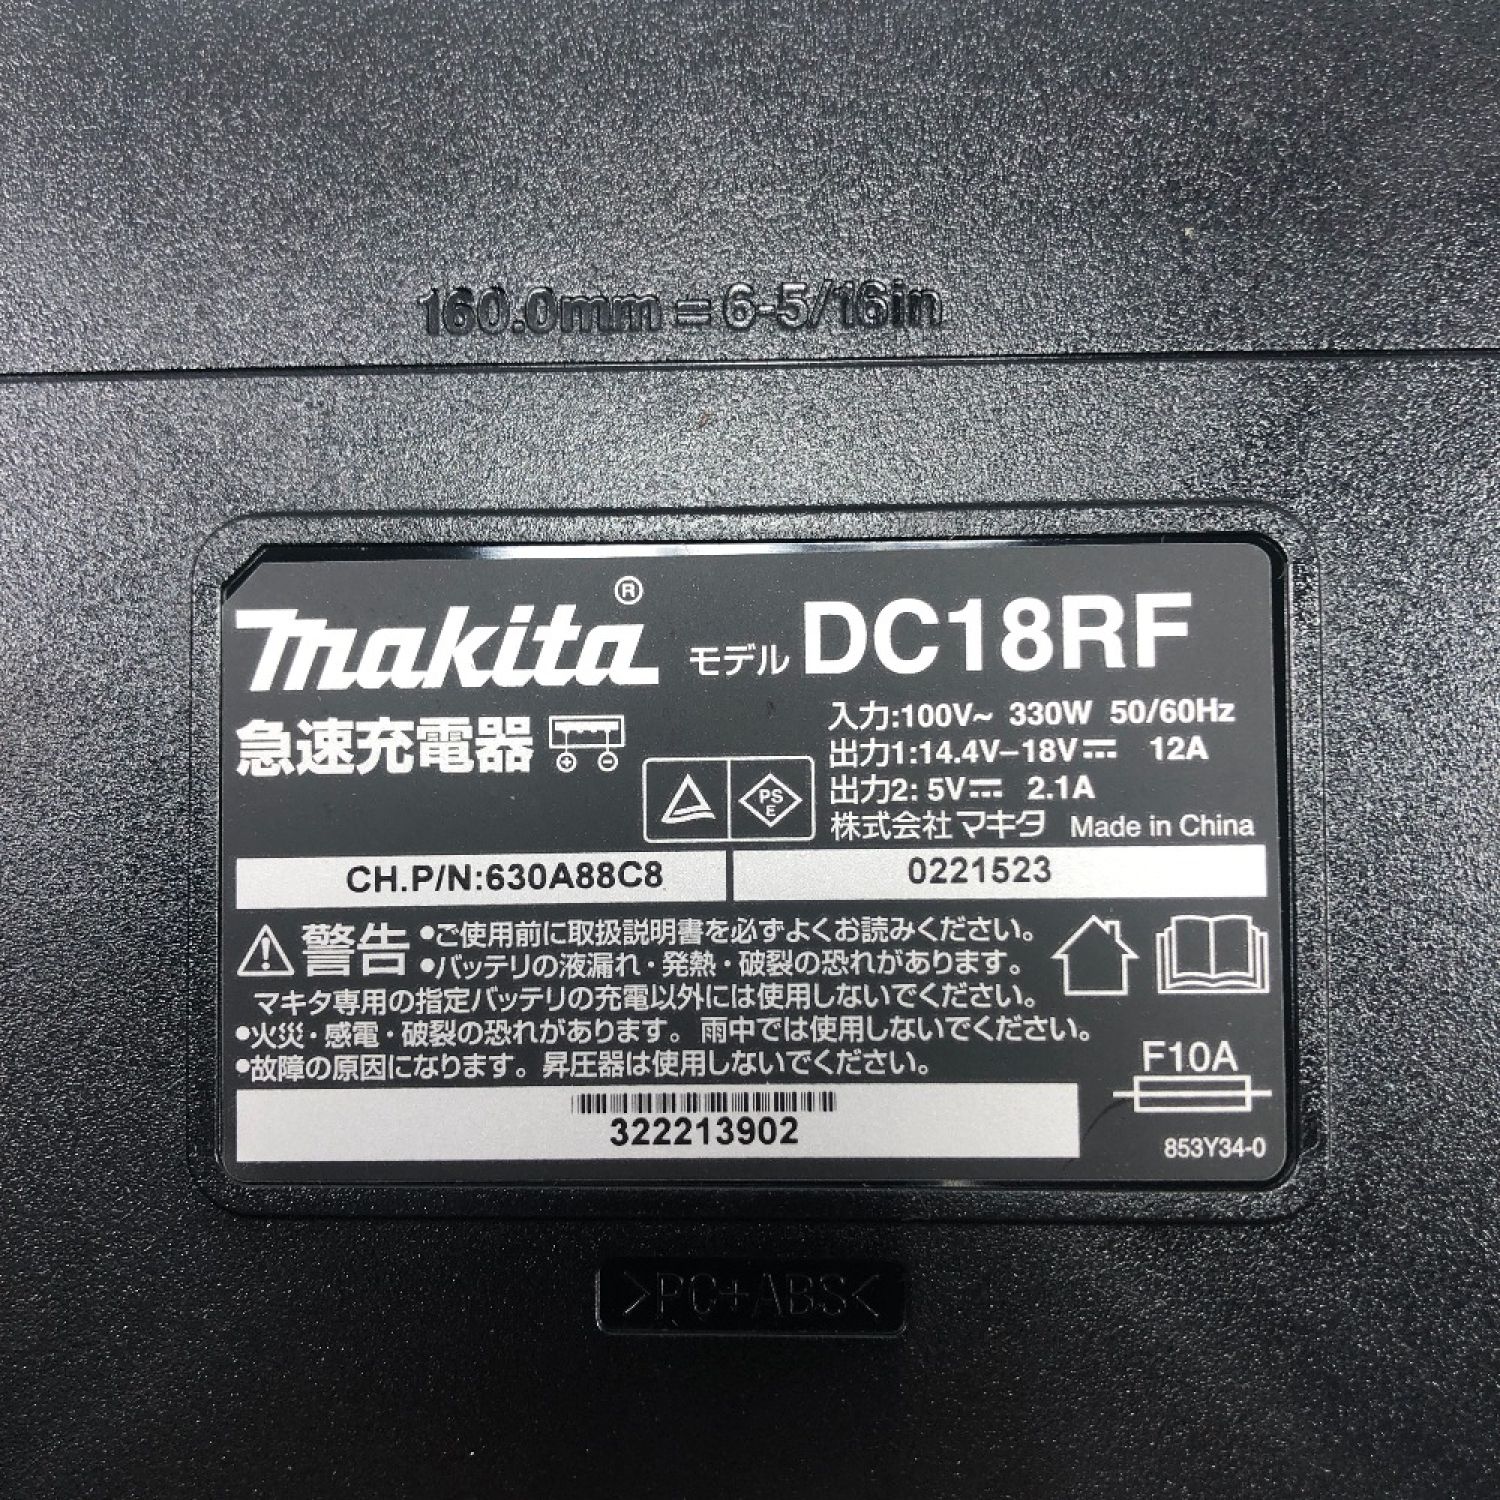 160.0mm=6-5/16in
makita® モデル DC18RF
急速充電器
入力:100V~ 330W 50/60Hz
出力1:14.4V–18V⎓ 12A
出力2: 5V⎓ 2.1A
PS
E
株式会社マキタ Made in China
CH.P/N:630A88C8 0221523
⚠警告 •ご使用前に取扱説明書を必ずよくお読みください。
•バッテリの液漏れ・発熱・破裂の恐れがあります。
マキタ専用の指定バッテリの充電以外には使用しないでください。
•火災・感電・破裂の恐れがあります。雨中では使用しないでください。
•故障の原因になります。昇圧器は使用しないでください。
F10A
322213902
853Y34-0
>PC+ABS<